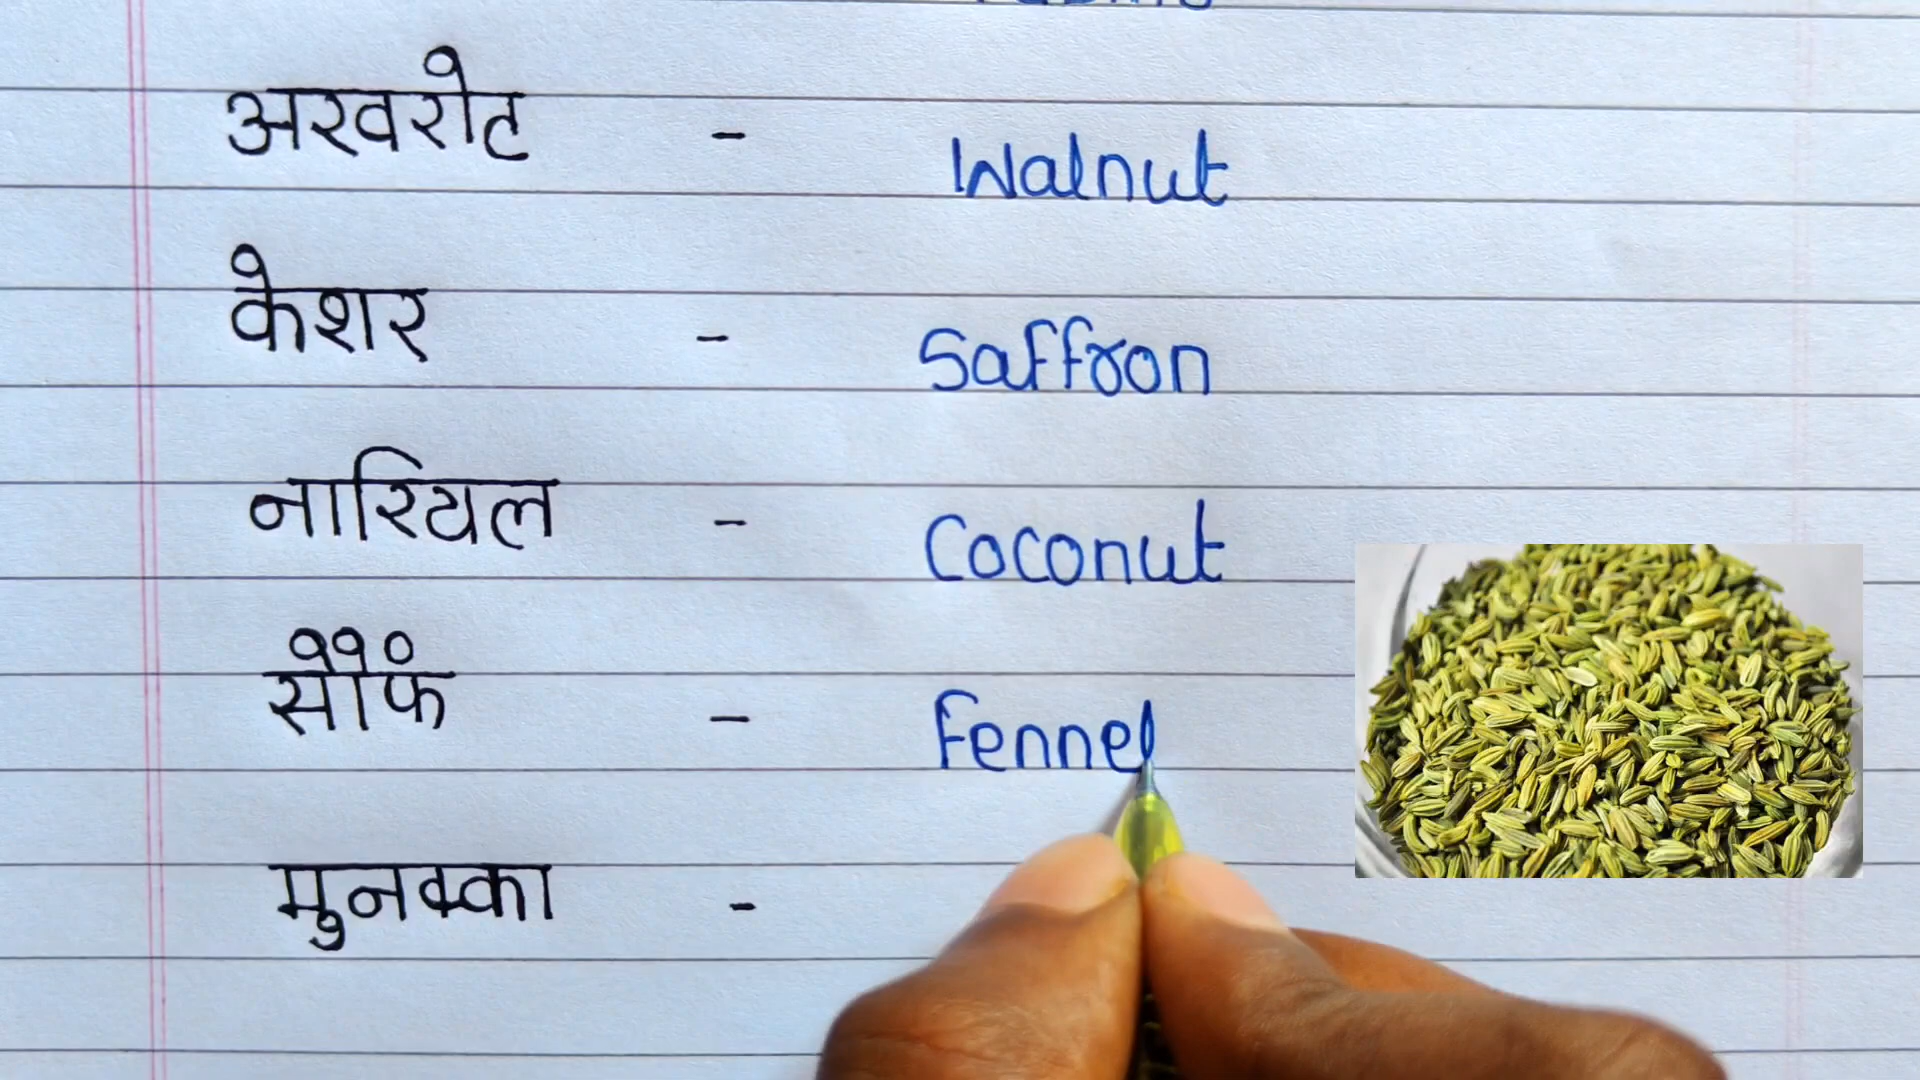 अखरोट - Walnut
केशर - Saffron
नारियल - Coconut
सौंफ - Fennel
मुनक्का -